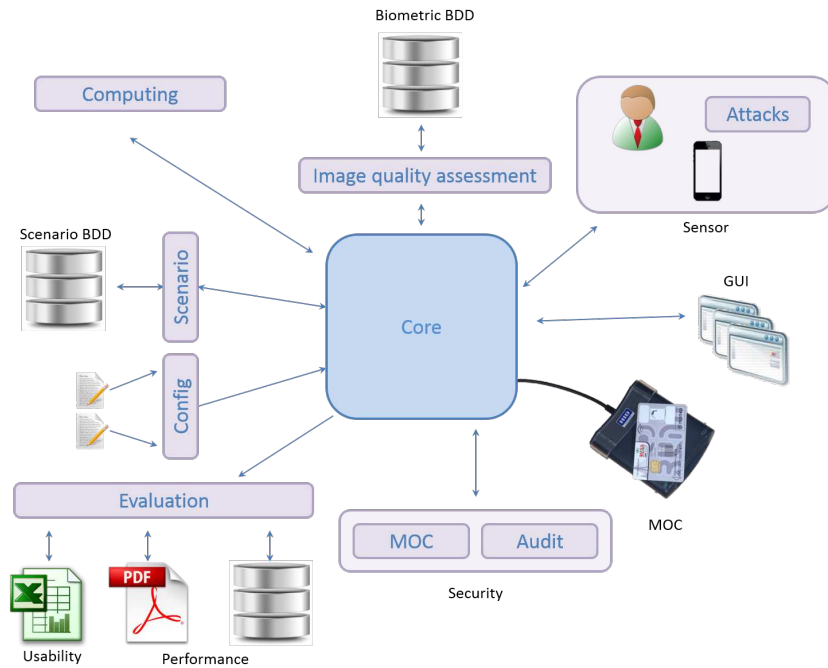 Biometric BDD
Computing
Attacks
Image quality assessment
Sensor
Scenario BDD
Scenario
GUI
Core
Config
Evaluation
MOC
MOC
Audit
PDF
Security
Usability
Performance